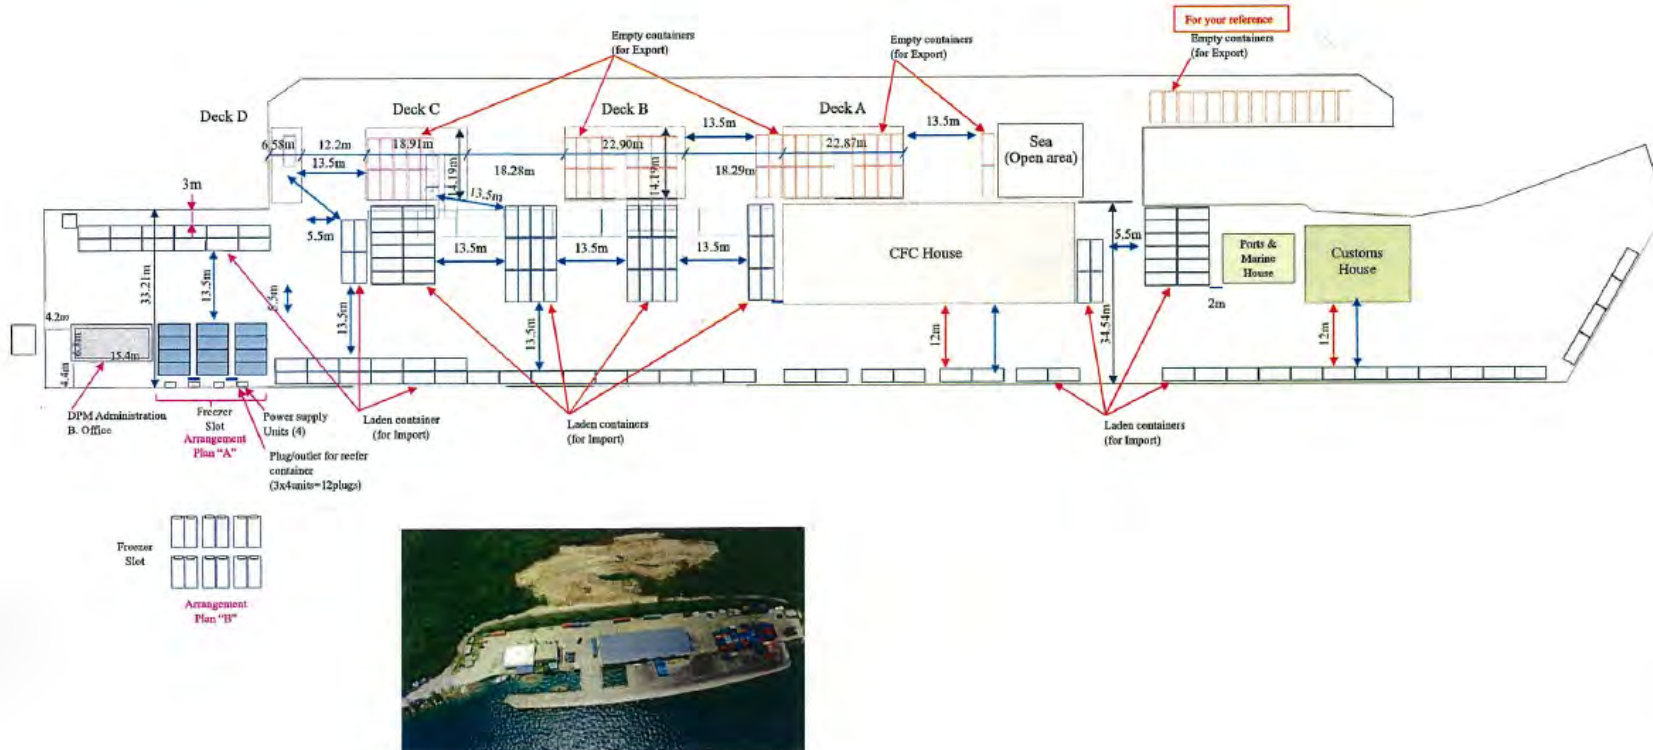 For your reference
Empty containers
(for Export)
Empty containers
(for Export)
Empty containers
(for Export)
Deck D
Deck C
Deck B
Deck A
13.5m
13.5m
6.58m
12.2m
18.91m
22.90m
22.87m
Sea
(Open area)
13.5m
18.28m
18.29m
14.19m
14.19m
3m
13.5m
5.5m
13.5m
13.5m
13.5m
CFC House
5.5m
Ports &
Marine
House
Customs
House
33.21m
13.5m
5.5m
13.5m
13.5m
2m
34.54m
12m
12m
4.2m
15.4m
4.4m
DPM Administration
B. Office
Freezer
Slot
Arrangement
Plan "A"
Power supply
Units (4)
Plug/outlet for reefer
container
(3x4units=12plugs)
Laden container
(for Import)
Laden containers
(for Import)
Laden containers
(for Import)
Freezer
Slot
Arrangement
Plan "B"